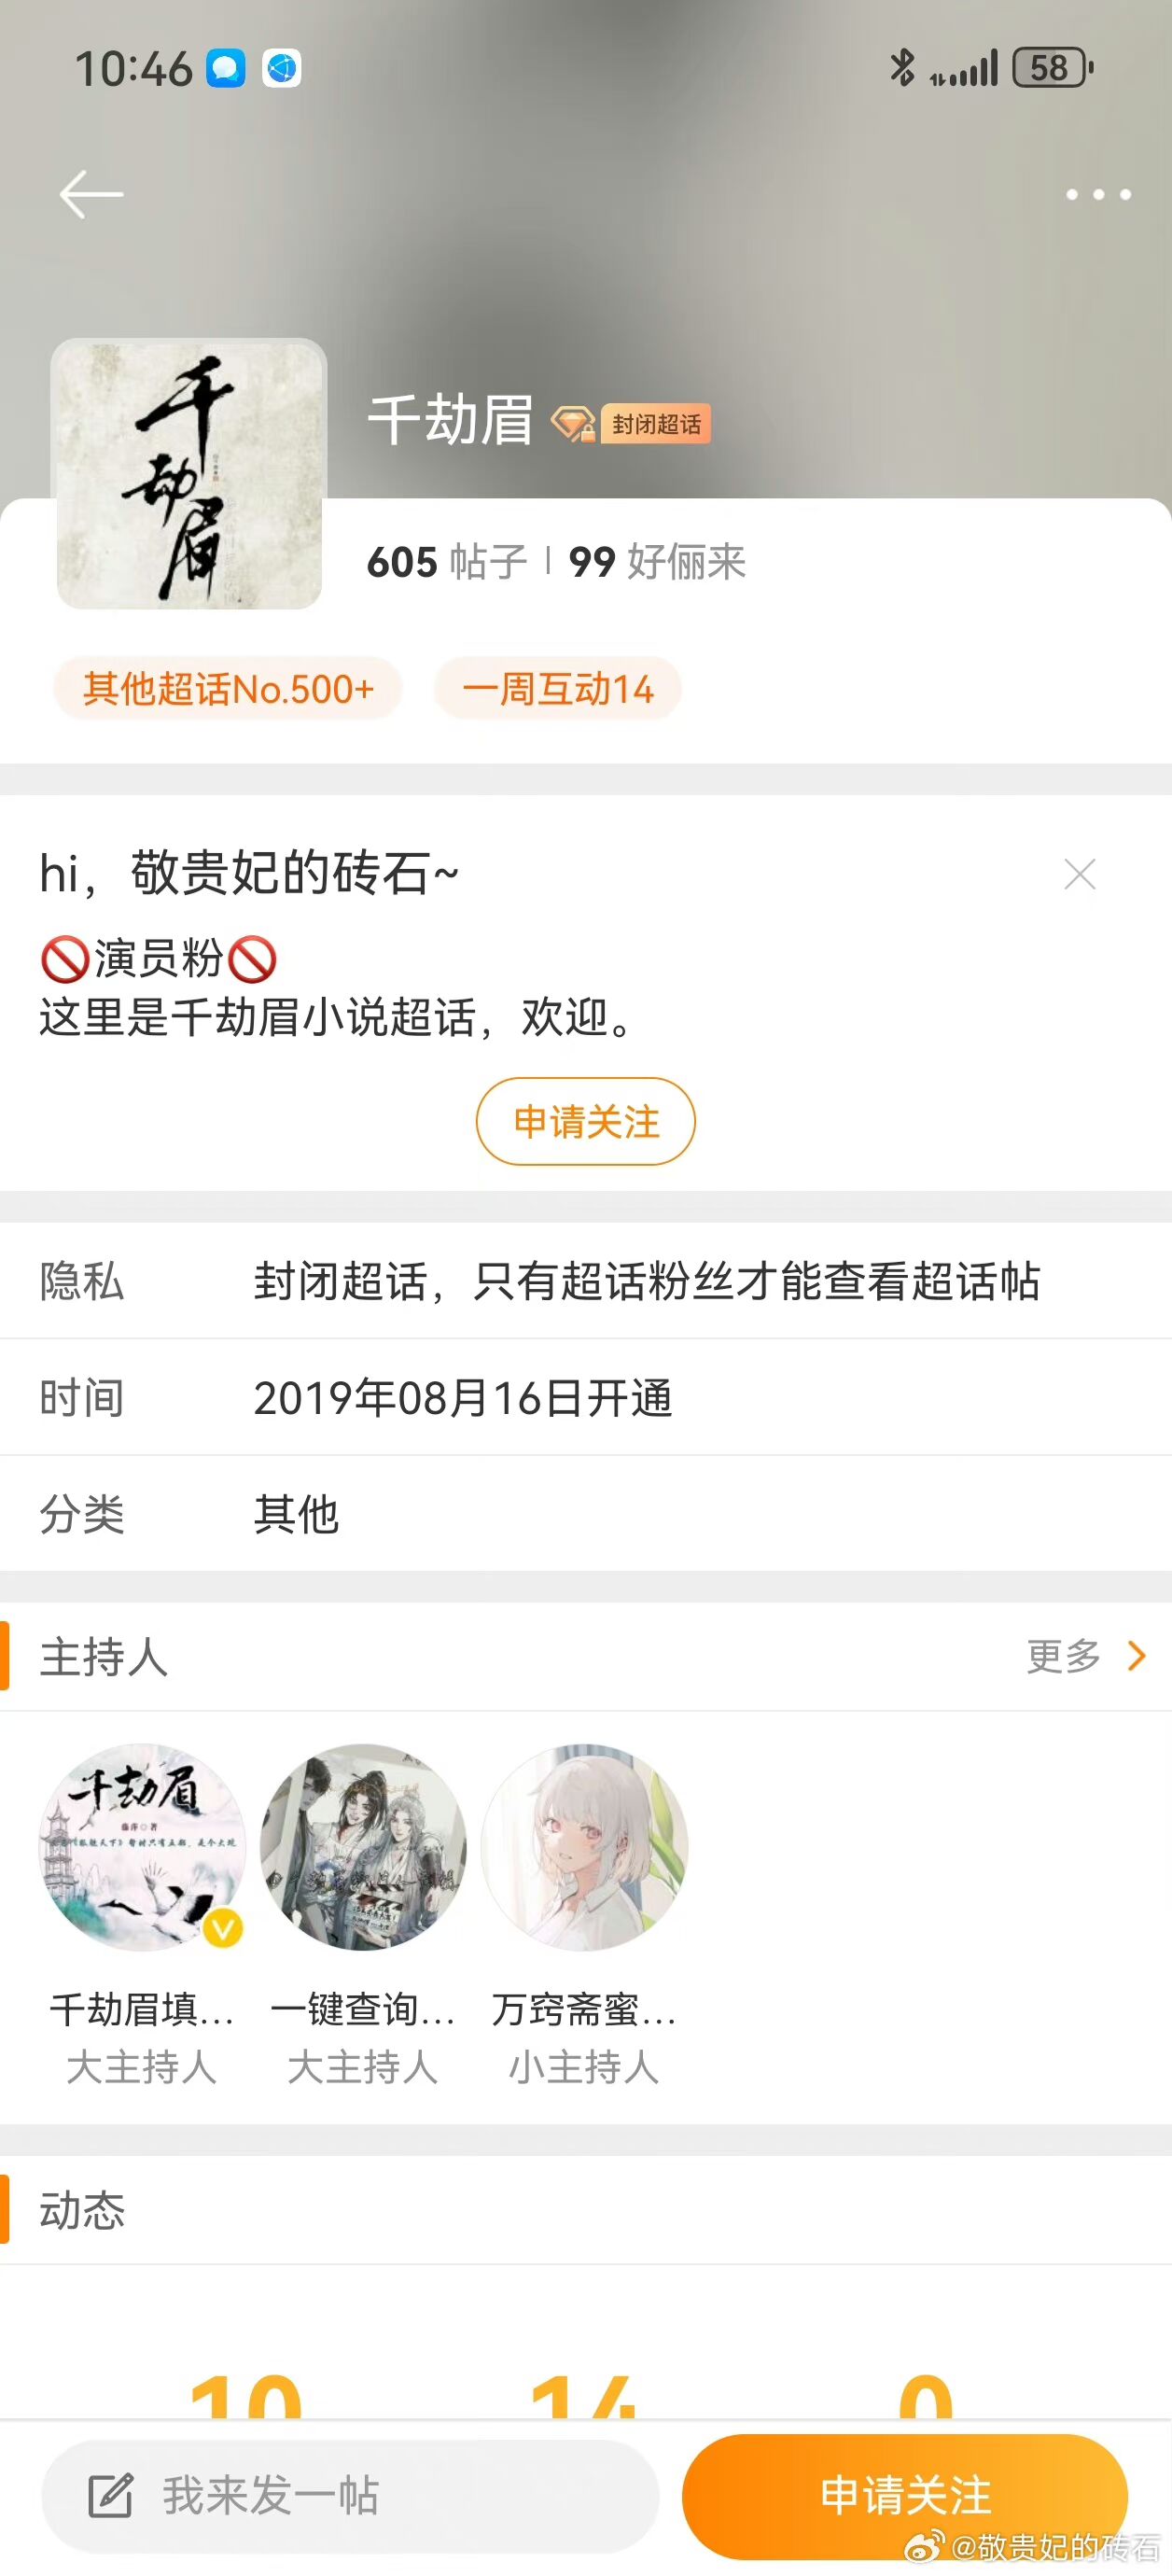 10:46
58
千劫眉
千劫眉 封闭超话
605 帖子 | 99 好俪来
其他超话No.500+ 一周互动14
hi，敬贵妃的砖石~
🚫演员粉🚫
这里是千劫眉小说超话，欢迎。
申请关注
隐私 封闭超话，只有超话粉丝才能查看超话帖
时间 2019年08月16日开通
分类 其他
主持人 更多
千劫眉
千劫眉填… 一键查询… 万窍斋蜜…
大主持人 大主持人 小主持人
动态
10 14 0
我来发一帖 申请关注
@敬贵妃的砖石